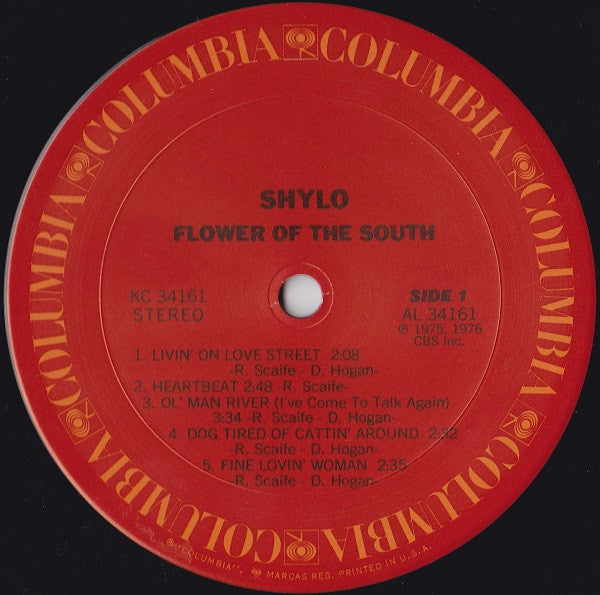 COLUMBIA COLUMBIA COLUMBIA COLUMBIA COLUMBIA COLUMBIA
SHYLO
FLOWER OF THE SOUTH
KC 34161
STEREO
SIDE 1
AL 34161
℗ 1975, 1976
CBS Inc.
1. LIVIN' ON LOVE STREET 2:08
-R. Scaife - D. Hogan-
2. HEARTBEAT 2:48 -R. Scaife-
3. OL' MAN RIVER (I've Come To Talk Again)
3:34 -R. Scaife - D. Hogan-
4. DOG TIRED OF CATTIN' AROUND 2:32
-R. Scaife - D. Hogan-
5. FINE LOVIN' WOMAN 2:35
-R. Scaife - D. Hogan-
® "COLUMBIA", MARCAS REG. PRINTED IN U.S.A.